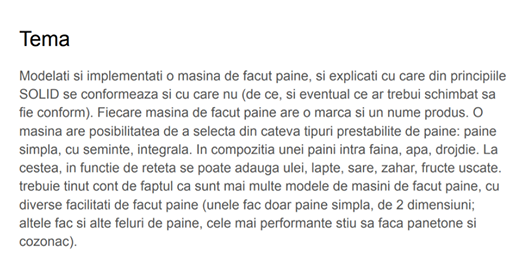 Tema
Modelati si implementati o masina de facut paine, si explicati cu care din principiile
SOLID se conformeaza si cu care nu (de ce, si eventual ce ar trebui schimbat sa
fie conform). Fiecare masina de facut paine are o marca si un nume produs. O
masina are posibilitatea de a selecta din cateva tipuri prestabilite de paine: paine
simpla, cu seminte, integrala. In compozitia unei paini intra faina, apa, drojdie. La
cestea, in functie de reteta se poate adauga ulei, lapte, sare, zahar, fructe uscate.
trebuie tinut cont de faptul ca sunt mai multe modele de masini de facut paine, cu
diverse facilitati de facut paine (unele fac doar paine simpla, de 2 dimensiuni;
altele fac si alte feluri de paine, cele mai performante stiu sa faca panetone si
cozonac).